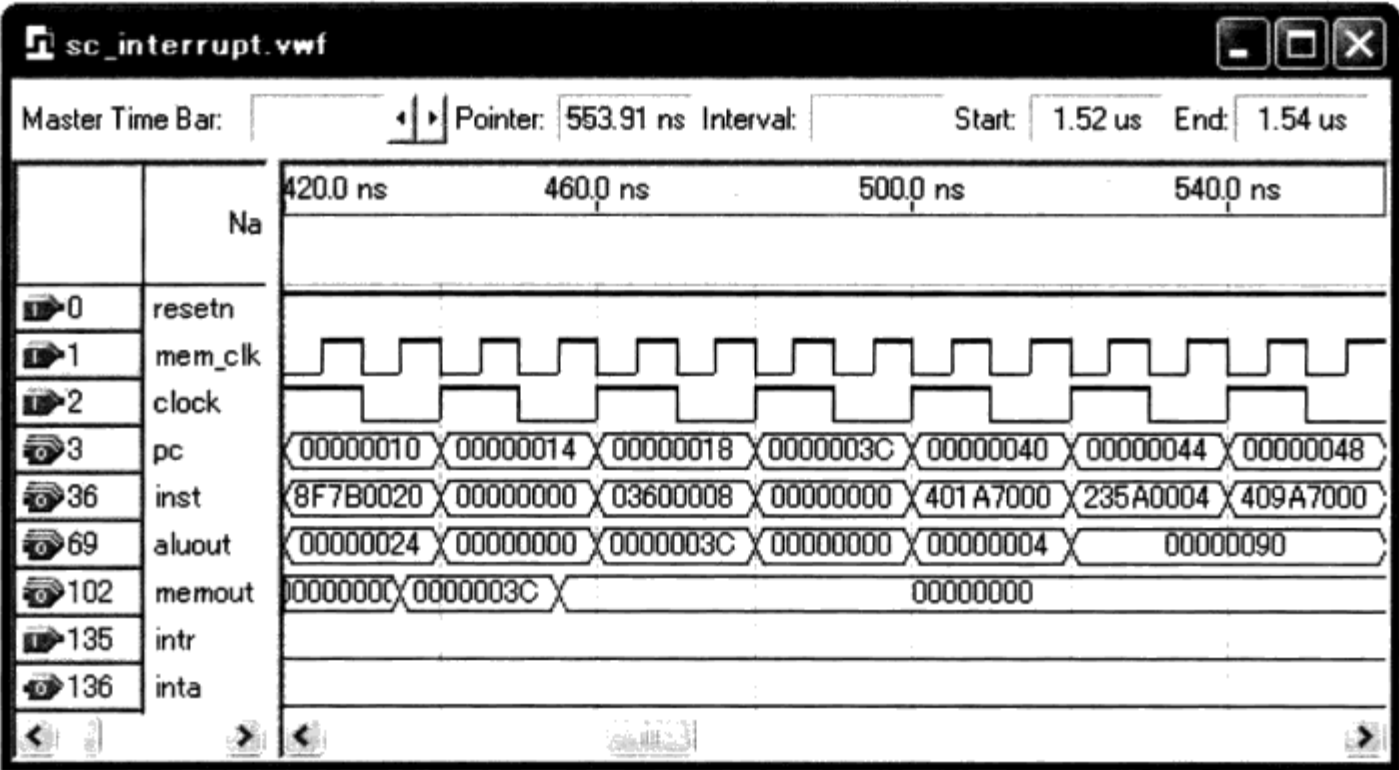 sc_interrupt.vwf
Master Time Bar: Pointer: 553.91 ns Interval: Start: 1.52 us End: 1.54 us
Na 420.0 ns 460.0 ns 500.0 ns 540.0 ns
0 resetn
1 mem_clk
2 clock
3 pc 00000010 00000014 00000018 0000003C 00000040 00000044 00000048
36 inst 8F7B0020 00000000 03600008 00000000 401A7000 235A0004 409A7000
69 aluout 00000024 00000000 0000003C 00000000 00000004 00000090
102 memout 00000000 0000003C 00000000
135 intr
136 inta